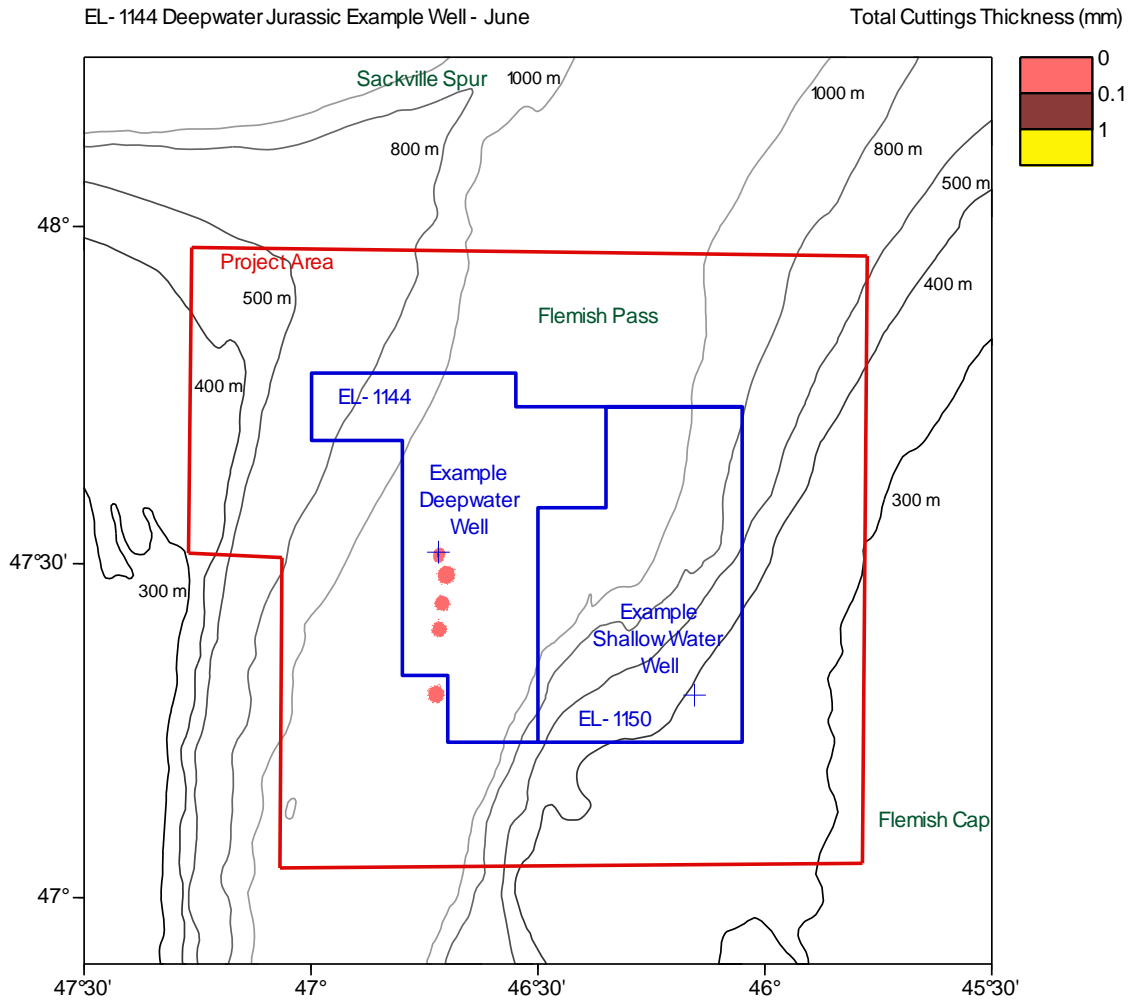 EL-1144 Deepwater Jurassic Example Well - June
Total Cuttings Thickness (mm)
0
0.1
1
Sackville Spur
1000 m
1000 m
800 m
800 m
500 m
48°
Project Area
500 m
400 m
Flemish Pass
400 m
EL-1144
Example
Deepwater
Well
300 m
47°30'
300 m
Example
Shallow Water
Well
EL-1150
Flemish Cap
47°
47°30'
47°
46°30'
46°
45°30'